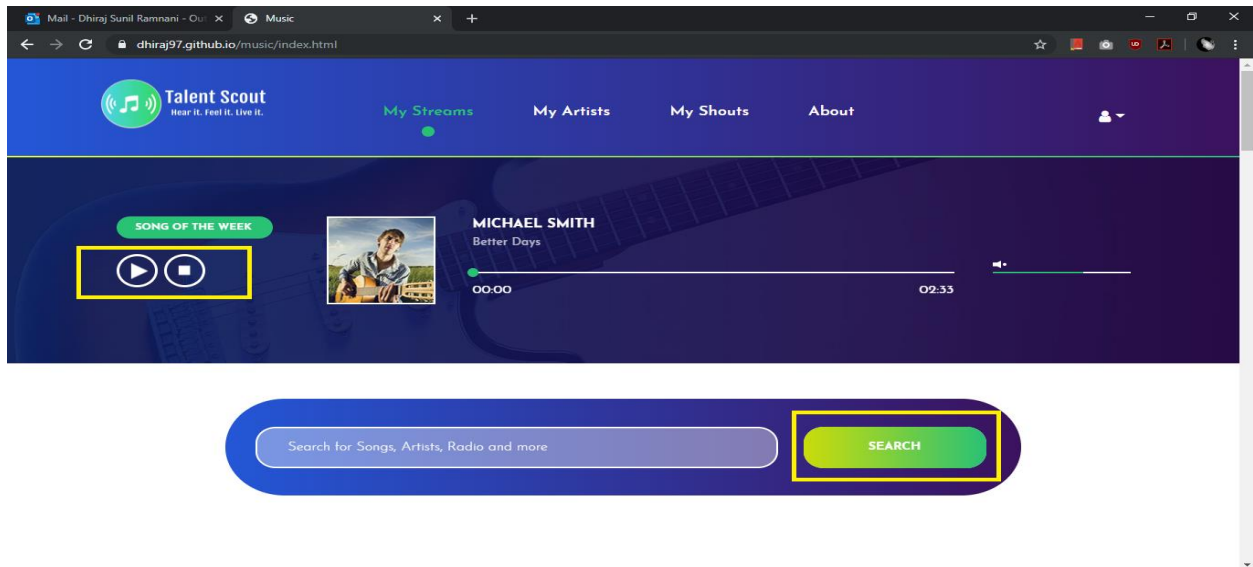 Mail - Dhiraj Sunil Ramnani - Out
Music
dhiraj97.github.io/music/index.html
Talent Scout
Hear it. Feel it. Live it.
My Streams
My Artists
My Shouts
About
SONG OF THE WEEK
MICHAEL SMITH
Better Days
00:00
02:33
Search for Songs, Artists, Radio and more
SEARCH